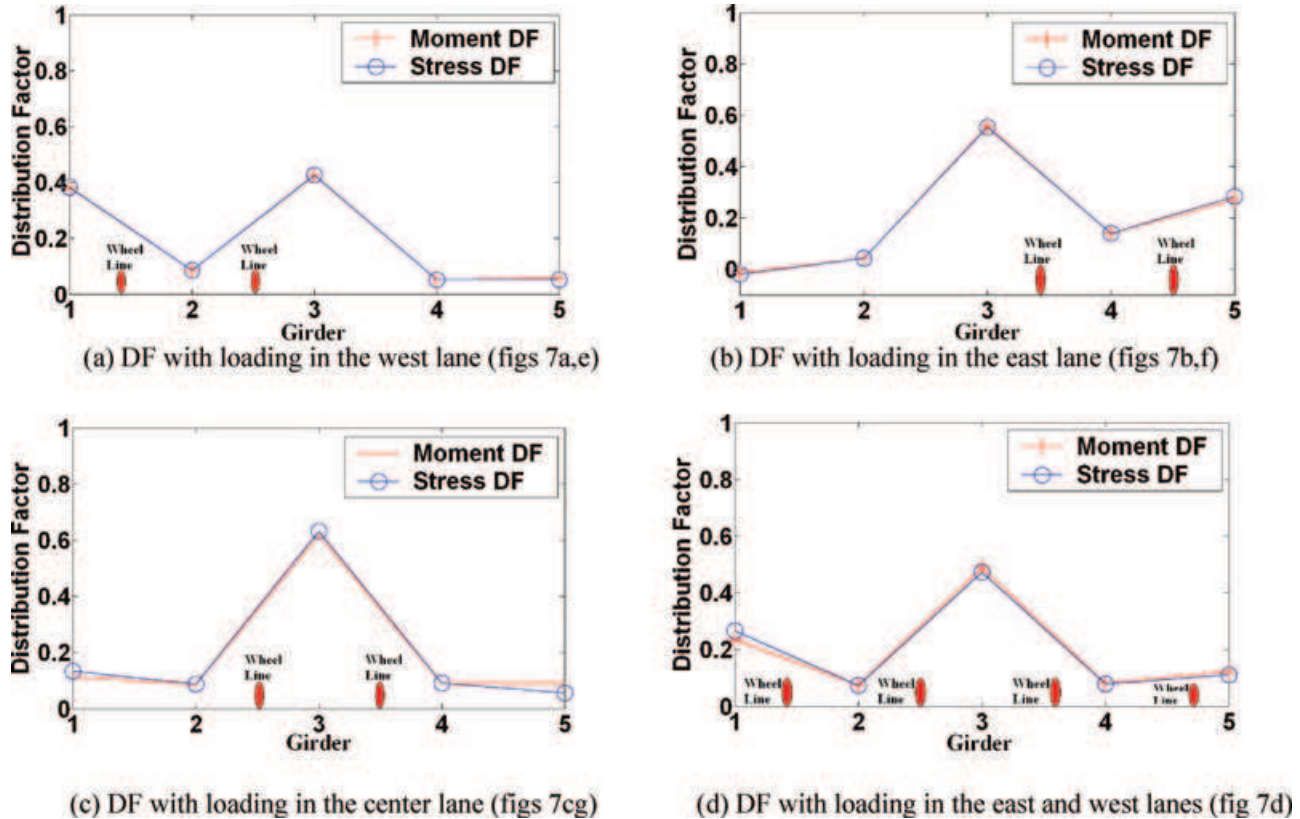 1
0.8
0.6
0.4
0.2
0
Distribution Factor
Moment DF
Stress DF
Wheel
Line
Wheel
Line
1 2 3 4 5
Girder
(a) DF with loading in the west lane (figs 7a,e)
1
0.8
0.6
0.4
0.2
0
Distribution Factor
Moment DF
Stress DF
Wheel
Line
Wheel
Line
1 2 3 4 5
Girder
(b) DF with loading in the east lane (figs 7b,f)
1
0.8
0.6
0.4
0.2
0
Distribution Factor
Moment DF
Stress DF
Wheel
Line
Wheel
Line
1 2 3 4 5
Girder
(c) DF with loading in the center lane (figs 7cg)
1
0.8
0.6
0.4
0.2
0
Distribution Factor
Moment DF
Stress DF
Wheel
Line
Wheel
Line
Wheel
Line
Wheel
Line
1 2 3 4 5
Girder
(d) DF with loading in the east and west lanes (fig 7d)